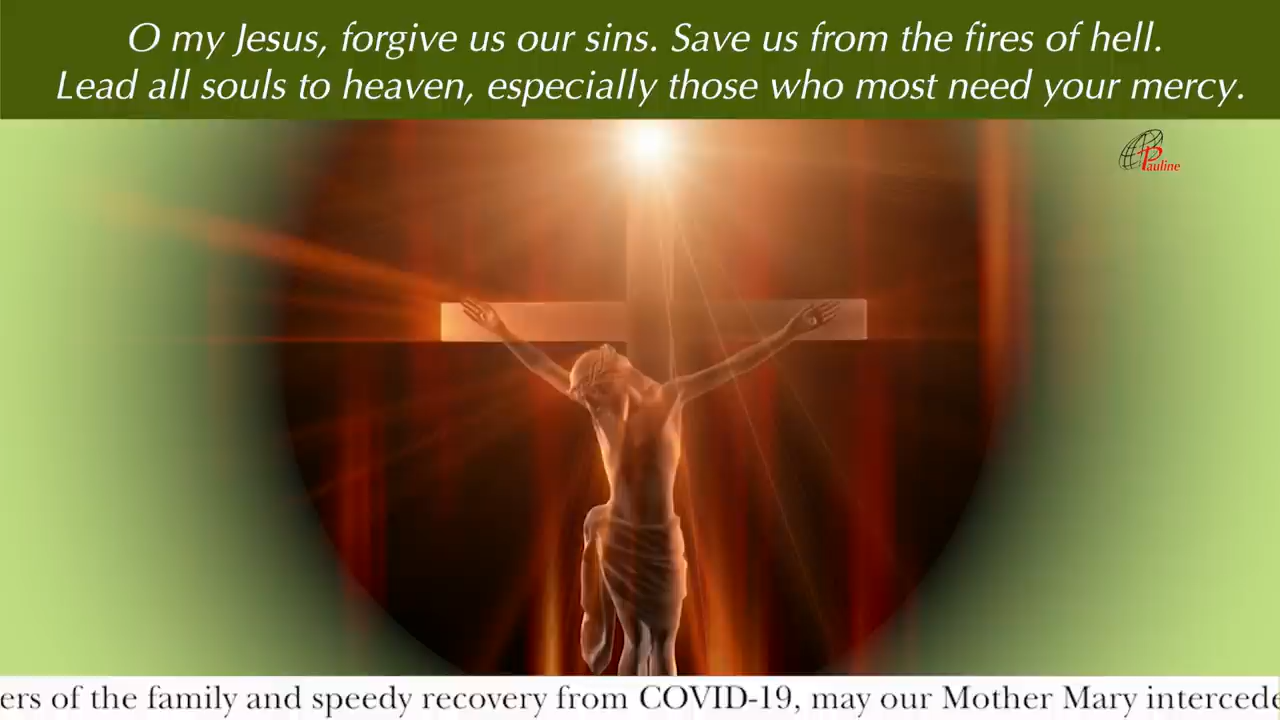 O my Jesus, forgive us our sins. Save us from the fires of hell.
Lead all souls to heaven, especially those who most need your mercy.
Pauline
ers of the family and speedy recovery from COVID-19, may our Mother Mary intercede